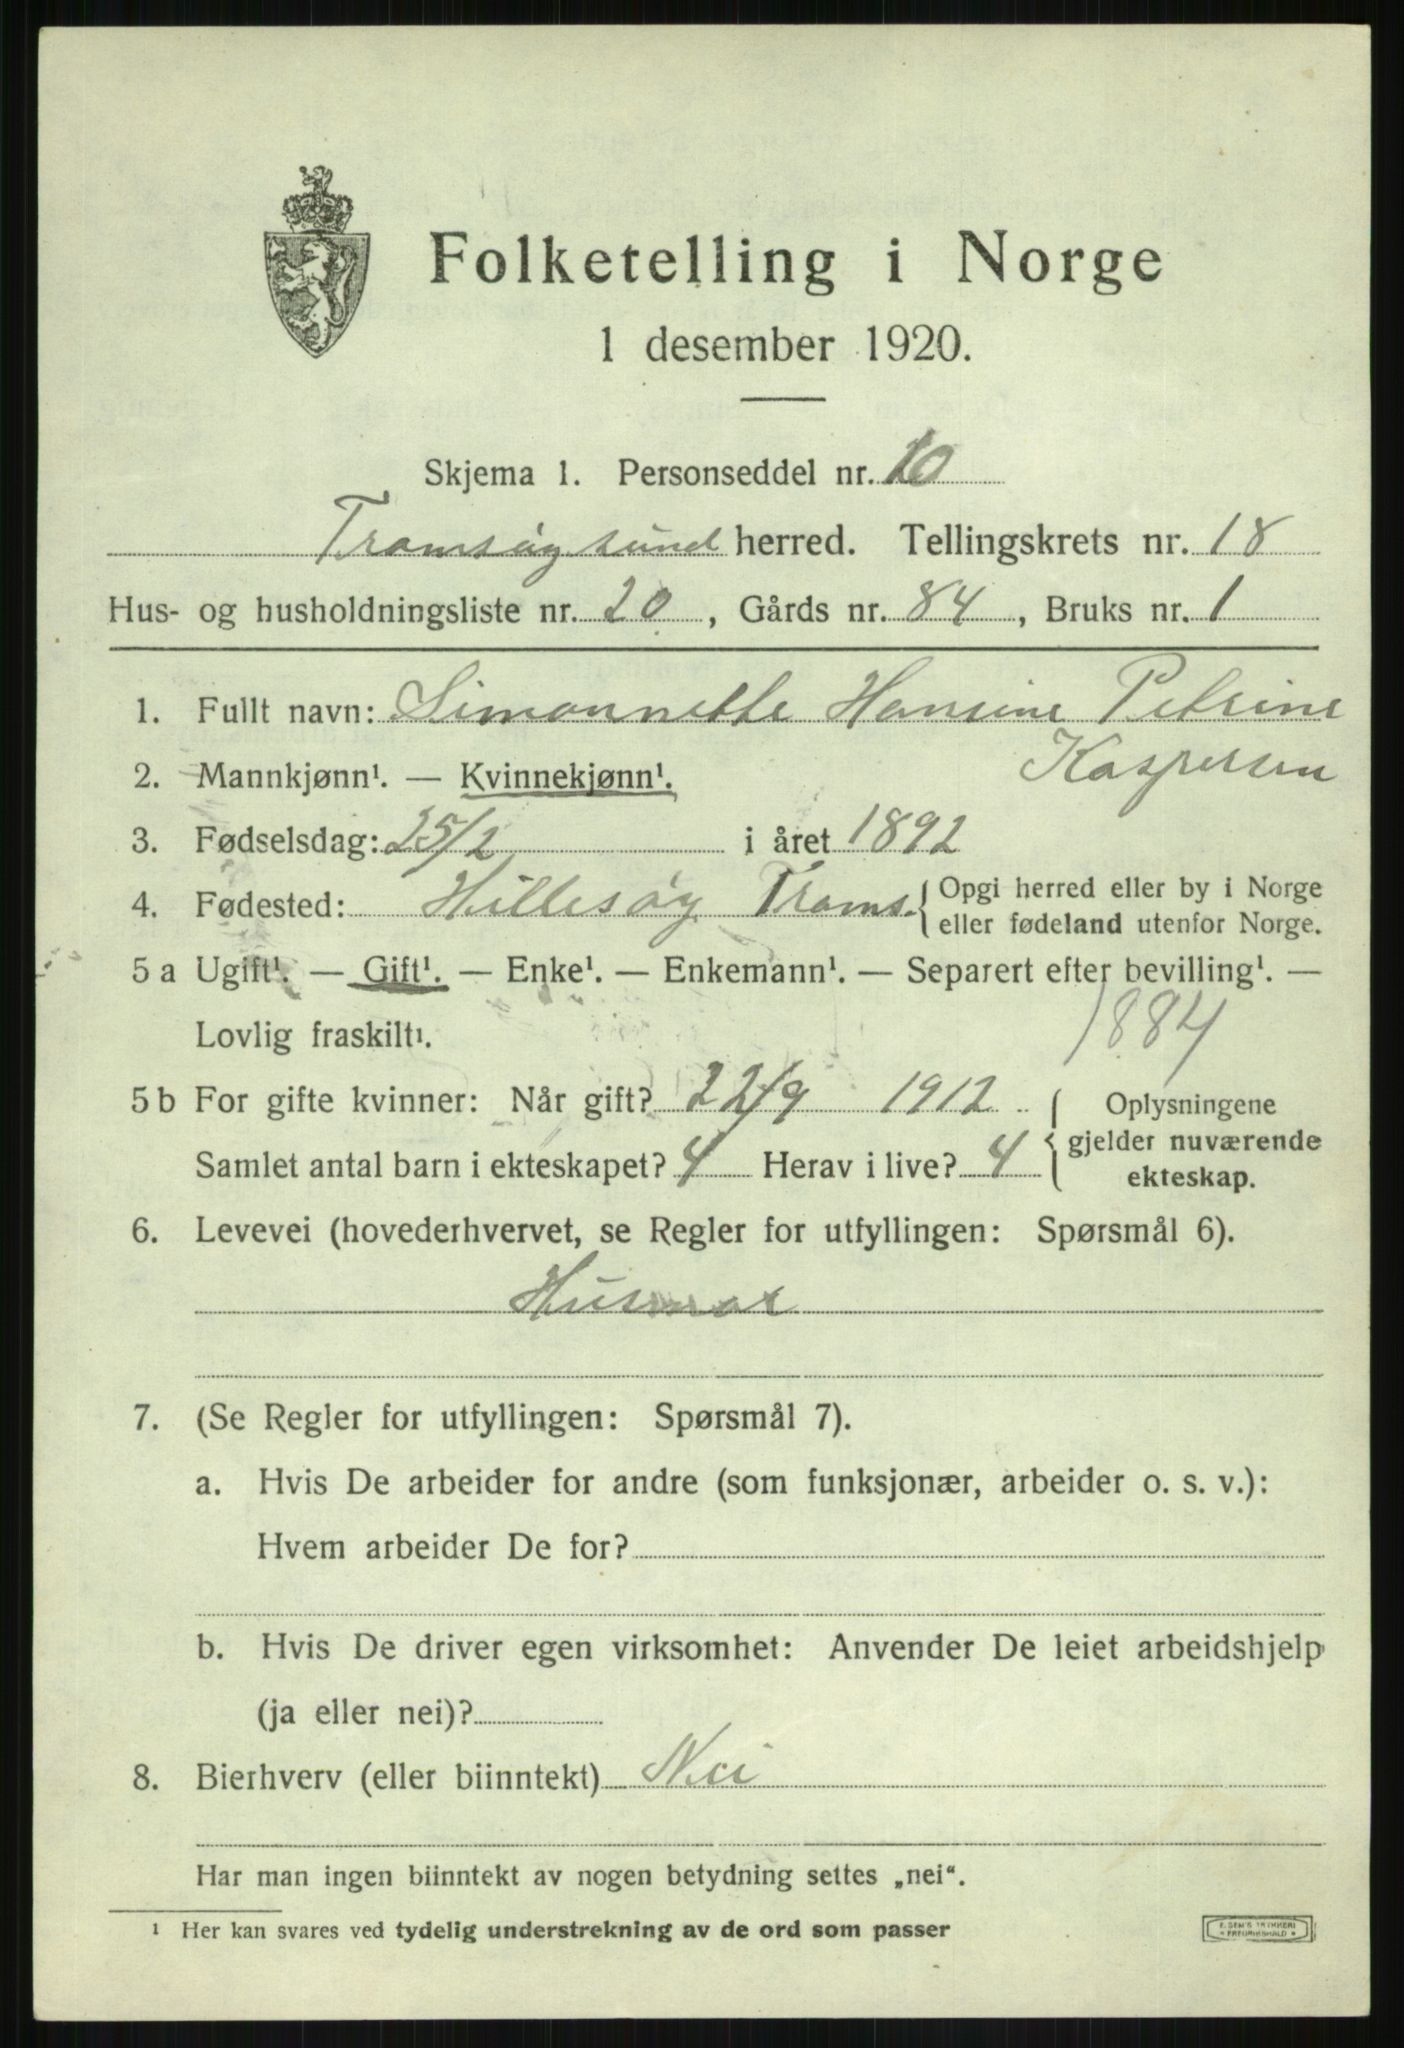 Folketelling i Norge
1 desember 1920.
Skjema 1. Personseddel nr. 10
Tromsøysund herred. Tellingskrets nr. 18
Hus- og husholdningsliste nr. 20, Gårds nr. 84, Bruks nr. 1
1. Fullt navn: Simonnette Hansine Petrine
Kaspersen
2. Mannkjønn¹. — Kvinnekjønn¹.
3. Fødselsdag: 25/2 i året 1892
4. Fødested: Hillesøy Troms. { Opgi herred eller by i Norge
eller fødeland utenfor Norge.
5 a Ugift¹. — Gift¹. — Enke¹. — Enkemann¹. — Separert efter bevilling¹. —
Lovlig fraskilt¹.
1884
5 b For gifte kvinner: Når gift? 22/9 1912 { Oplysningene
gjelder nuværende
ekteskap.
Samlet antal barn i ekteskapet? 4 Herav i live? 4
6. Levevei (hovederhvervet, se Regler for utfyllingen: Spørsmål 6).
Husmor
7. (Se Regler for utfyllingen: Spørsmål 7).
a. Hvis De arbeider for andre (som funksjonær, arbeider o. s. v.):
Hvem arbeider De for?
b. Hvis De driver egen virksomhet: Anvender De leiet arbeidshjelp
(ja eller nei)?
8. Bierhverv (eller biinntekt) Nei
Har man ingen biinntekt av nogen betydning settes „nei“.
¹ Her kan svares ved tydelig understrekning av de ord som passer